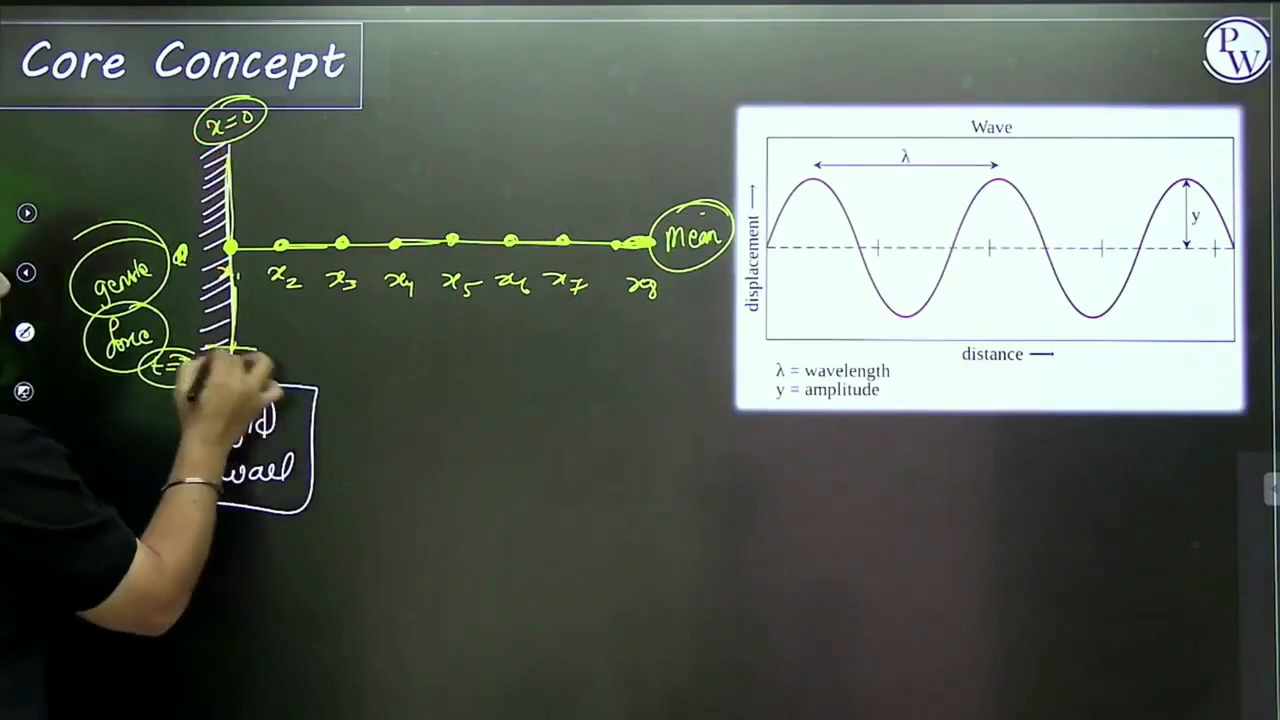 Core Concept
PW
x=0
Mean
x1 x2 x3 x4 x5 x6 x7 x8
gentle
force
wall
Wave
λ
y
displacement
distance
λ = wavelength
y = amplitude